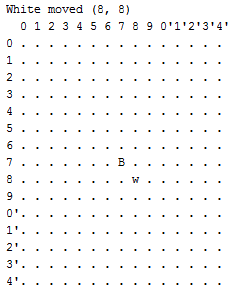 White moved (8, 8)
  0 1 2 3 4 5 6 7 8 9 0'1'2'3'4'
0 . . . . . . . . . . . . . . .
1 . . . . . . . . . . . . . . .
2 . . . . . . . . . . . . . . .
3 . . . . . . . . . . . . . . .
4 . . . . . . . . . . . . . . .
5 . . . . . . . . . . . . . . .
6 . . . . . . . . . . . . . . .
7 . . . . . . . B . . . . . . .
8 . . . . . . . . w . . . . . .
9 . . . . . . . . . . . . . . .
0'. . . . . . . . . . . . . . .
1'. . . . . . . . . . . . . . .
2'. . . . . . . . . . . . . . .
3'. . . . . . . . . . . . . . .
4'. . . . . . . . . . . . . . .